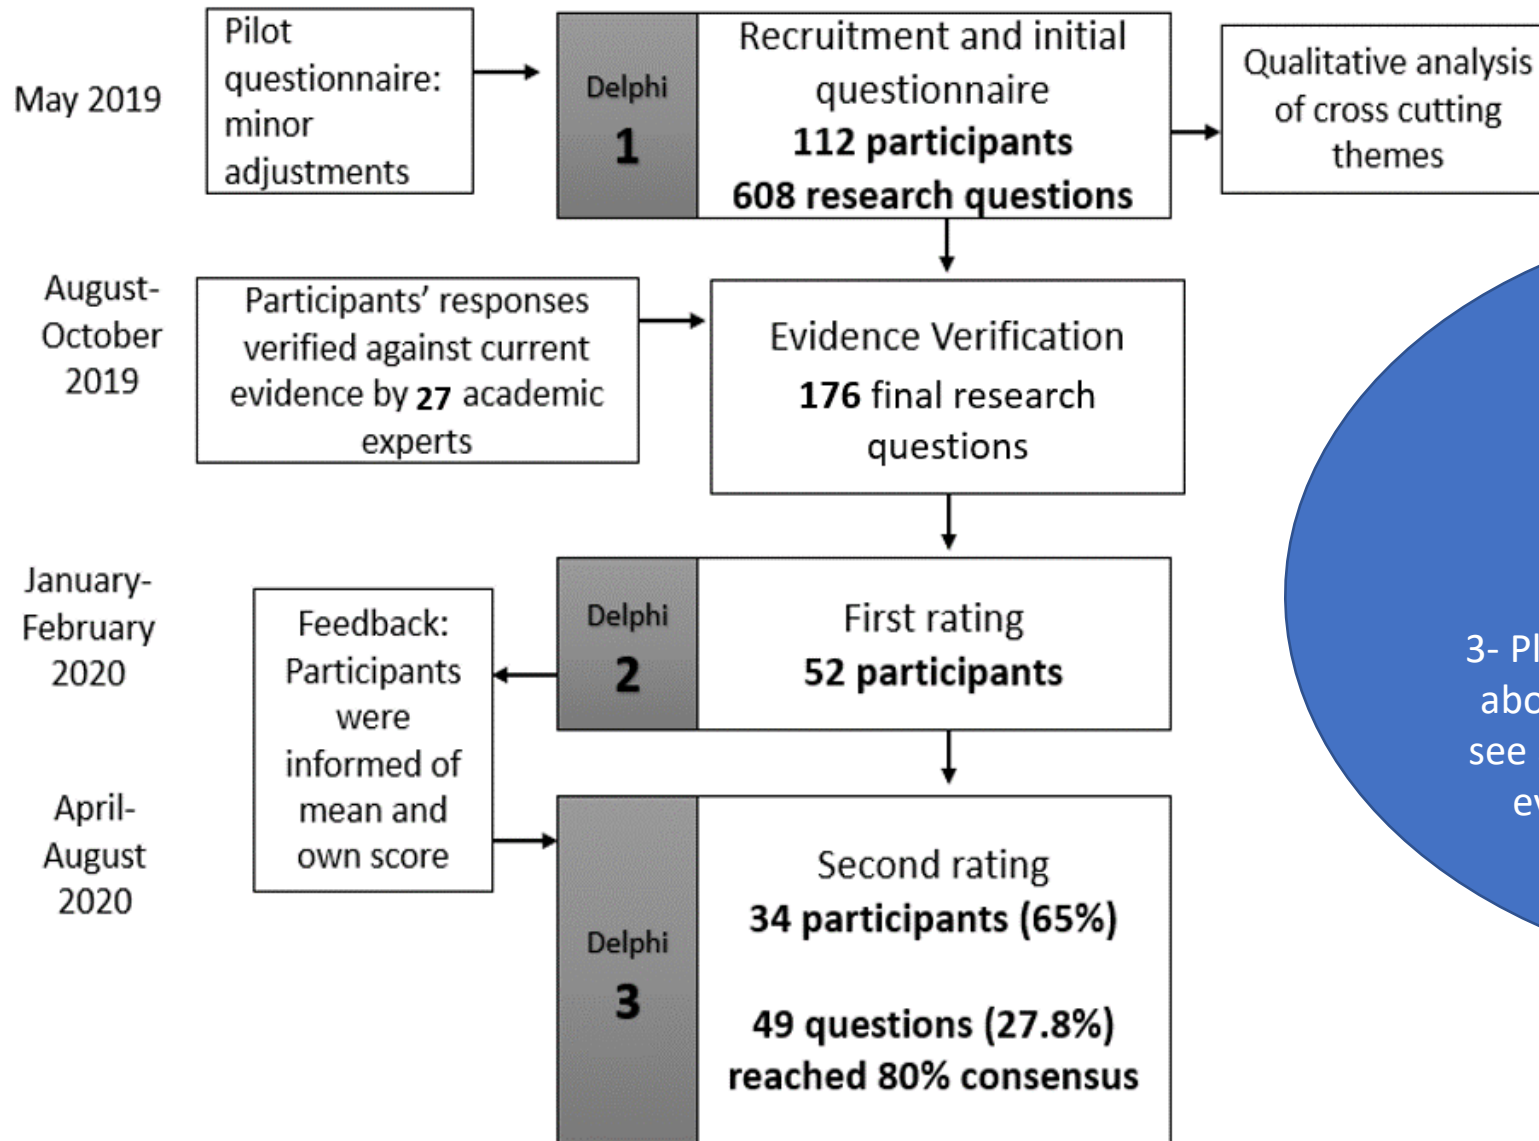 May 2019
Pilot
questionnaire:
minor
adjustments
Delphi
1
Recruitment and initial
questionnaire
112 participants
608 research questions
Qualitative analysis
of cross cutting
themes
August-
October
2019
Participants’ responses
verified against current
evidence by 27 academic
experts
Evidence Verification
176 final research
questions
January-
February
2020
Feedback:
Participants
were
informed of
mean and
own score
Delphi
2
First rating
52 participants
April-
August
2020
Delphi
3
Second rating
34 participants (65%)
49 questions (27.8%)
reached 80% consensus
3-
see